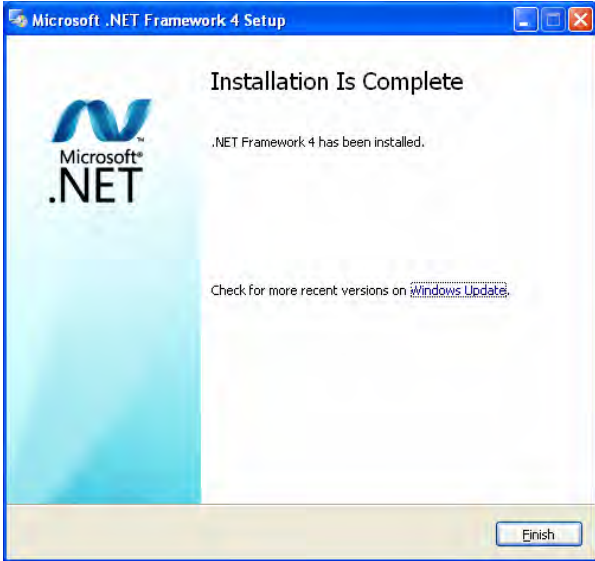 Microsoft .NET Framework 4 Setup
Installation Is Complete
Microsoft®
.NET™
.NET Framework 4 has been installed.
Check for more recent versions on Windows Update.
Finish